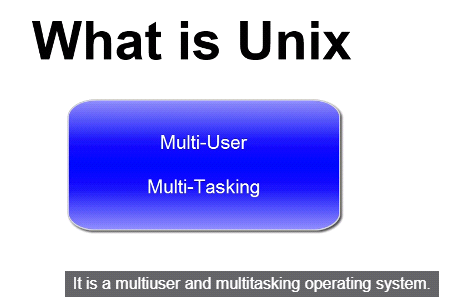 What is Unix
Multi-User
Multi-Tasking
It is a multiuser and multitasking operating system.